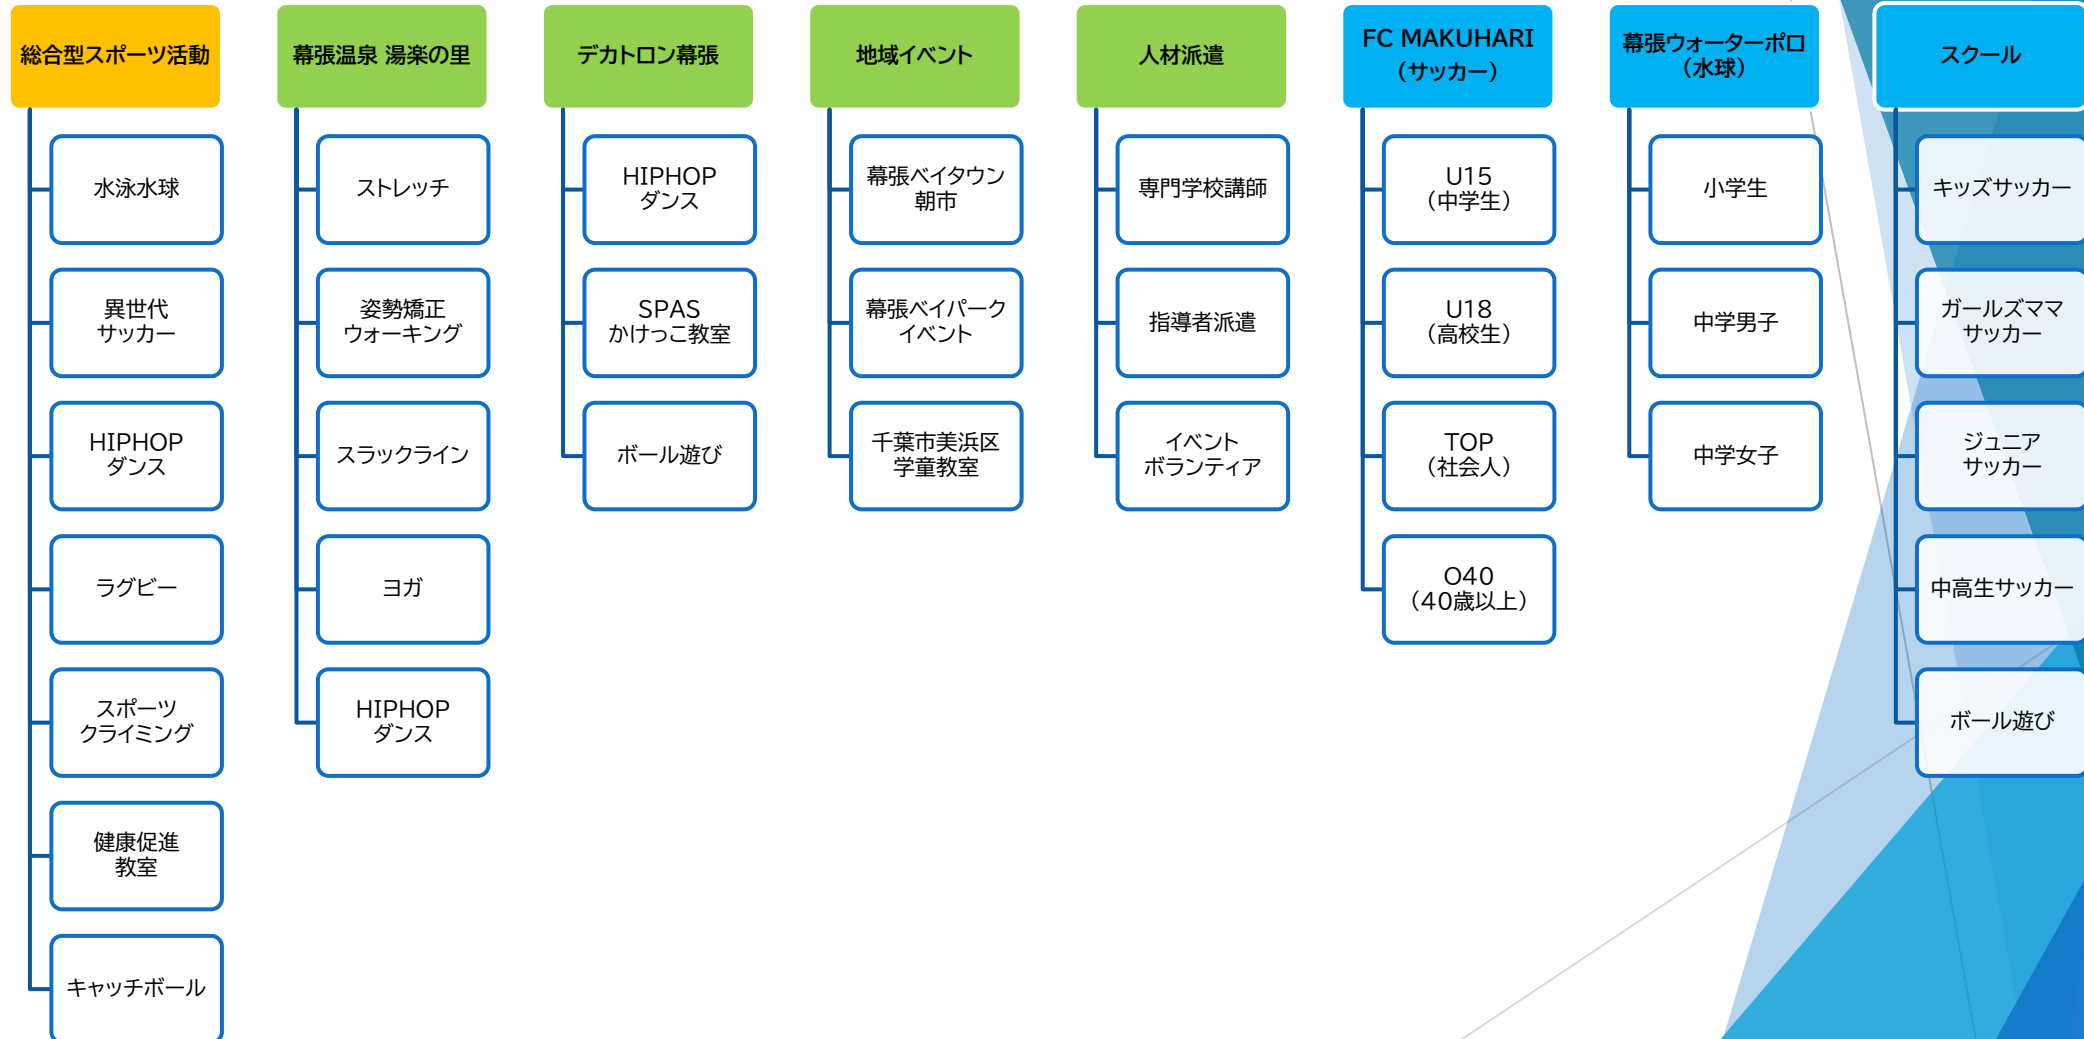 総合型スポーツ活動
水泳水球
異世代
サッカー
HIPHOP
ダンス
ラグビー
スポーツ
クライミング
健康促進
教室
キャッチボール
幕張温泉 湯楽の里
ストレッチ
姿勢矯正
ウォーキング
スラックライン
ヨガ
HIPHOP
ダンス
デカトロン幕張
HIPHOP
ダンス
SPAS
かけっこ教室
ボール遊び
地域イベント
幕張ベイタウン
朝市
幕張ベイパーク
イベント
千葉市美浜区
学童教室
人材派遣
専門学校講師
指導者派遣
イベント
ボランティア
FC MAKUHARI
（サッカー）
U15
（中学生）
U18
（高校生）
TOP
（社会人）
O40
（40歳以上）
幕張ウォーターポロ
（水球）
小学生
中学男子
中学女子
スクール
キッズサッカー
ガールズママ
サッカー
ジュニア
サッカー
中高生サッカー
ボール遊び